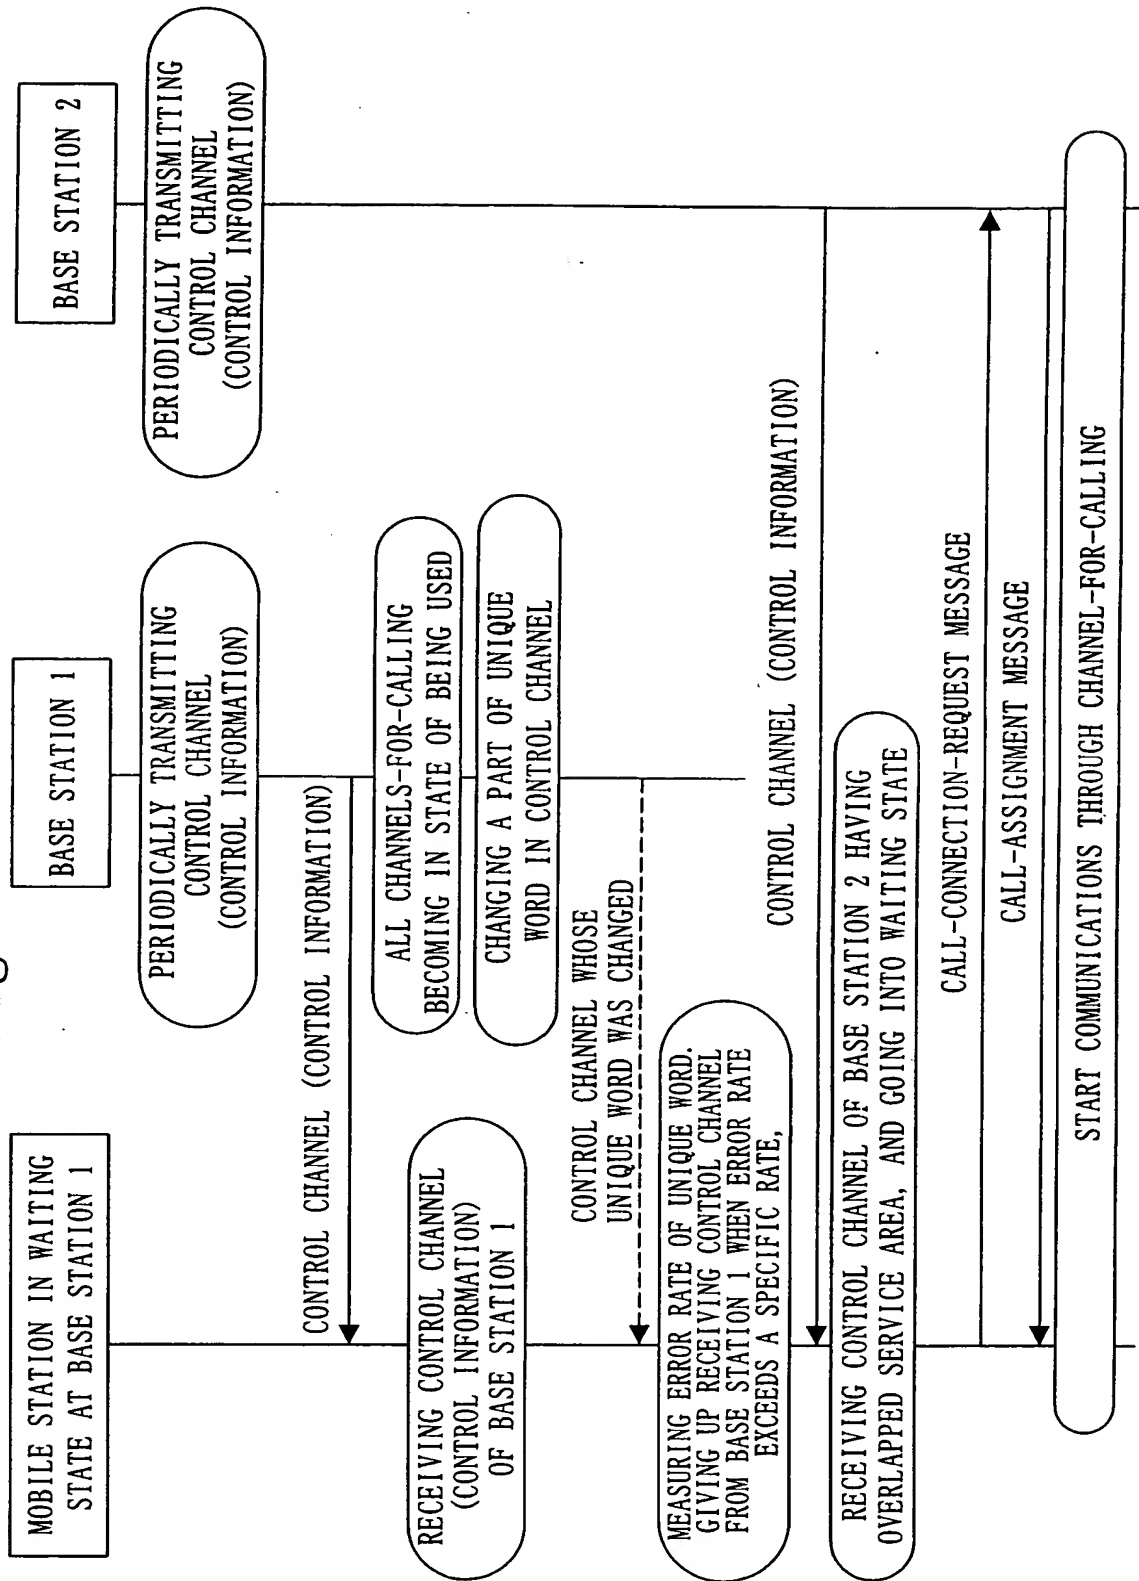 MOBILE STATION IN WAITING
STATE AT BASE STATION 1
BASE STATION 1
BASE STATION 2
PERIODICALLY TRANSMITTING
CONTROL CHANNEL
(CONTROL INFORMATION)
PERIODICALLY TRANSMITTING
CONTROL CHANNEL
(CONTROL INFORMATION)
CONTROL CHANNEL (CONTROL INFORMATION)
RECEIVING CONTROL CHANNEL
(CONTROL INFORMATION)
OF BASE STATION 1
ALL CHANNELS-FOR-CALLING
BECOMING IN STATE OF BEING USED
CHANGING A PART OF UNIQUE
WORD IN CONTROL CHANNEL
CONTROL CHANNEL WHOSE
UNIQUE WORD WAS CHANGED
MEASURING ERROR RATE OF UNIQUE WORD.
GIVING UP RECEIVING CONTROL CHANNEL
FROM BASE STATION 1 WHEN ERROR RATE
EXCEEDS A SPECIFIC RATE,
CONTROL CHANNEL (CONTROL INFORMATION)
RECEIVING CONTROL CHANNEL OF BASE STATION 2 HAVING
OVERLAPPED SERVICE AREA, AND GOING INTO WAITING STATE
CALL-CONNECTION-REQUEST MESSAGE
CALL-ASSIGNMENT MESSAGE
START COMMUNICATIONS THROUGH CHANNEL-FOR-CALLING